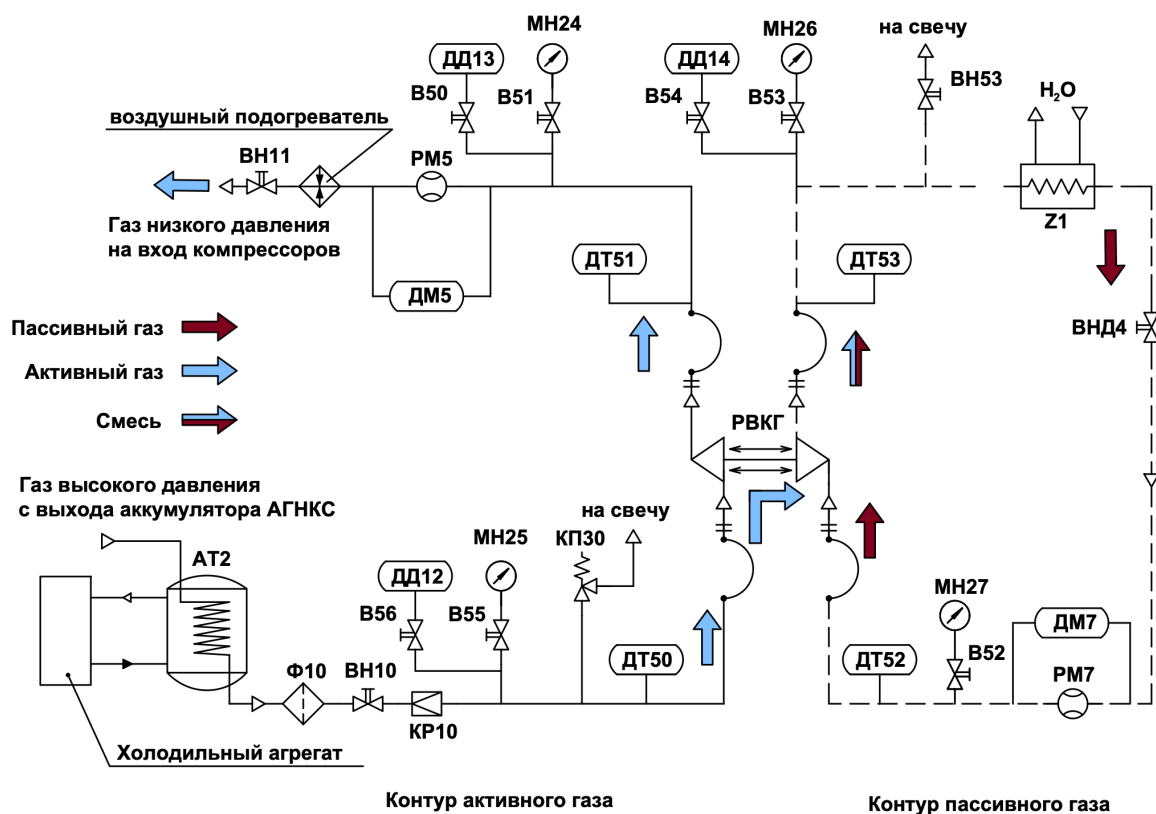 на свечу
МН24
МН26
ДД13
ДД14
ВН53
H₂O
В50
В51
В54
В53
воздушный подогреватель
ВН11
РМ5
Z1
Газ низкого давления
на вход компрессоров
ДТ51
ДТ53
ДМ5
Пассивный газ
ВНД4
Активный газ
Смесь
РВКГ
Газ высокого давления
с выхода аккумулятора АГНКС
на свечу
КП30
МН25
АТ2
ДД12
МН27
В56
В55
ДМ7
ДТ50
ДТ52
В52
Ф10
ВН10
РМ7
КР10
Холодильный агрегат
Контур активного газа
Контур пассивного газа